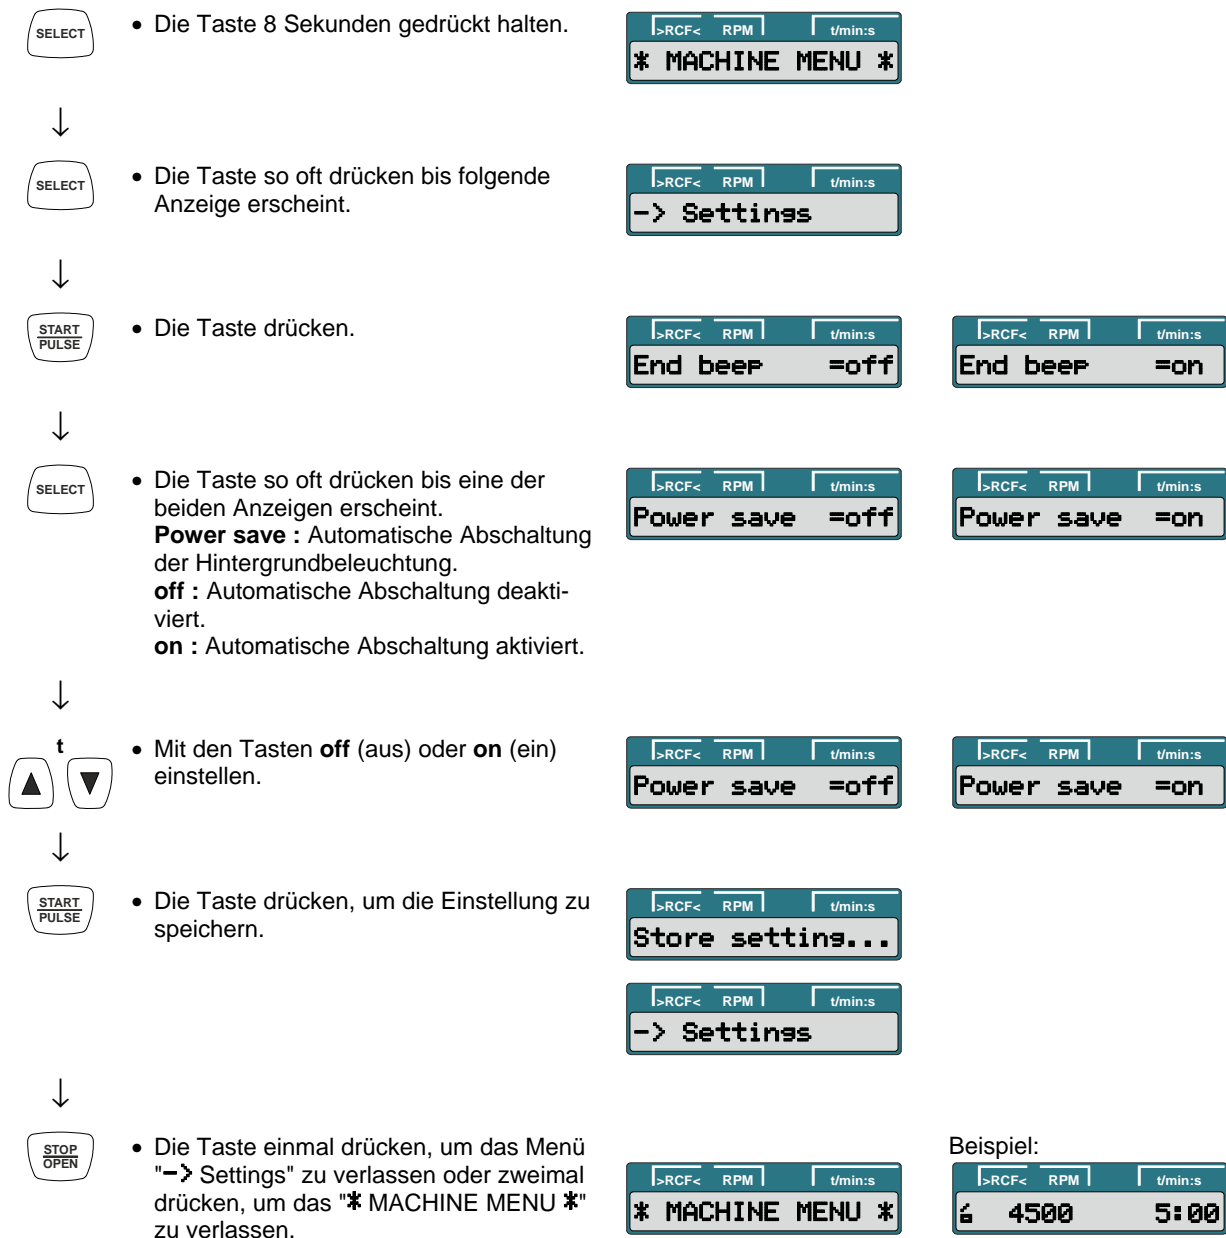 SELECT
• Die Taste 8 Sekunden gedrückt halten.
>RCF< RPM t/min:s
* MACHINE MENU *
↓
SELECT
• Die Taste so oft drücken bis folgende
Anzeige erscheint.
>RCF< RPM t/min:s
-> Settings
↓
START
PULSE
• Die Taste drücken.
>RCF< RPM t/min:s
End beep =off
>RCF< RPM t/min:s
End beep =on
↓
SELECT
• Die Taste so oft drücken bis eine der
beiden Anzeigen erscheint.
Power save : Automatische Abschaltung
der Hintergrundbeleuchtung.
off : Automatische Abschaltung deakti-
viert.
on : Automatische Abschaltung aktiviert.
>RCF< RPM t/min:s
Power save =off
>RCF< RPM t/min:s
Power save =on
↓
t
▲ ▼
• Mit den Tasten off (aus) oder on (ein)
einstellen.
>RCF< RPM t/min:s
Power save =off
>RCF< RPM t/min:s
Power save =on
↓
START
PULSE
• Die Taste drücken, um die Einstellung zu
speichern.
>RCF< RPM t/min:s
Store setting...
>RCF< RPM t/min:s
-> Settings
↓
STOP
OPEN
• Die Taste einmal drücken, um das Menü
"-> Settings" zu verlassen oder zweimal
drücken, um das "* MACHINE MENU *"
zu verlassen.
>RCF< RPM t/min:s
* MACHINE MENU *
Beispiel:
>RCF< RPM t/min:s
4500 5:00